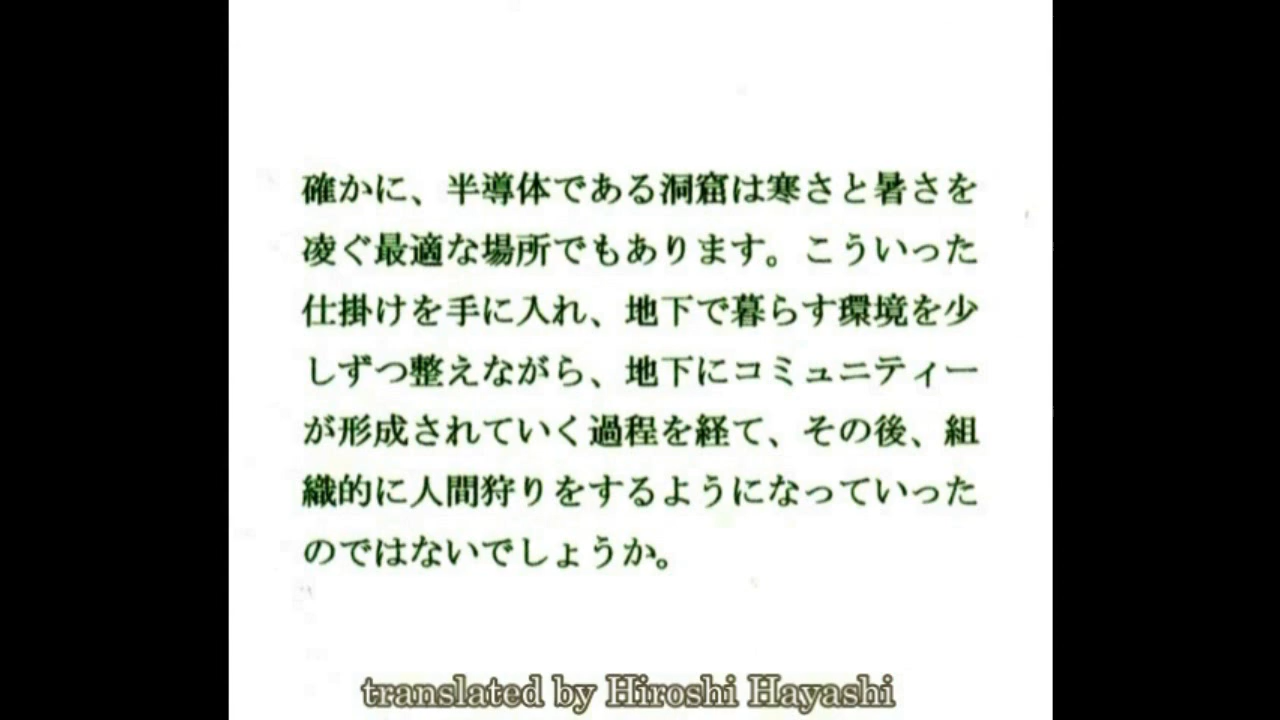 確かに、半導体である洞窟は寒さと暑さを
凌ぐ最適な場所でもあります。こういった
仕掛けを手に入れ、地下で暮らす環境を少
しずつ整えながら、地下にコミュニティー
が形成されていく過程を経て、その後、組
織的に人間狩りをするようになっていった
のではないでしょうか。
translated by Hiroshi Hayashi